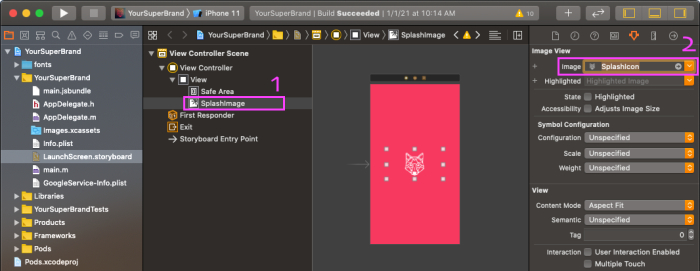 YourSuperBrand
iPhone 11
YourSuperBrand | Build Succeeded | 1/1/21 at 10:14 AM
YourSuperBrand
fonts
YourSuperBrand
main.jsbundle
AppDelegate.h
AppDelegate.m
Images.xcassets
Info.plist
LaunchScreen.storyboard
main.m
GoogleService-Info.plist
Libraries
YourSuperBrandTests
Products
Frameworks
Pods
Pods.xcodeproj
YourSuperBrand
View
SplashImage
View Controller Scene
1
View Controller
View
Safe Area
SplashImage
First Responder
Exit
Storyboard Entry Point
2
Image View
Image SplashIcon
Highlighted Highlighted Image
State Highlighted
Accessibility Adjusts Image Size
Symbol Configuration
Configuration Unspecified
Scale Unspecified
Weight Unspecified
View
Content Mode Aspect Fit
Semantic Unspecified
Tag 0
Interaction User Interaction Enabled
Multiple Touch